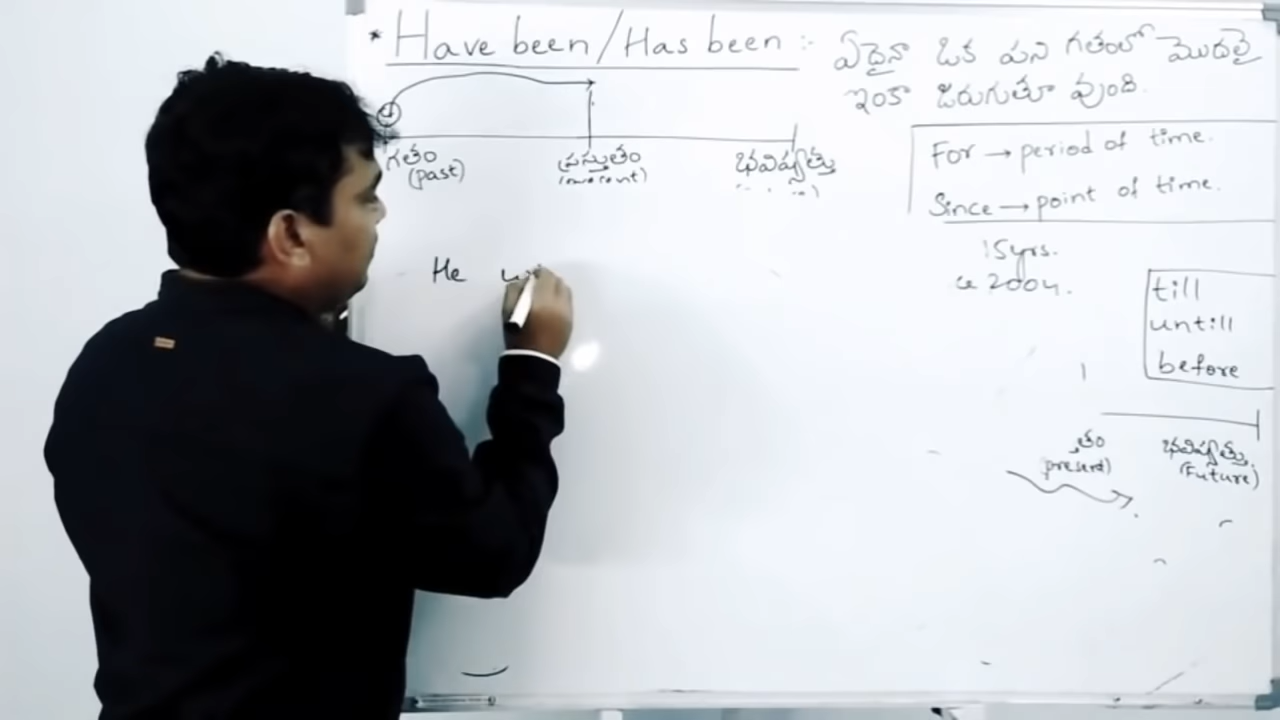 * Have been / Has been :- ఏదైనా ఒక పని గతంలో మొదలై
ఇంకా జరుగుతూ వుంది.
గతం
(past)
ప్రస్తుతం
భవిష్యత్తు
For → period of time.
Since → point of time.
15yrs.
2004.
He
till
untill
before
తం
(present)
భవిష్యత్తు
(Future)